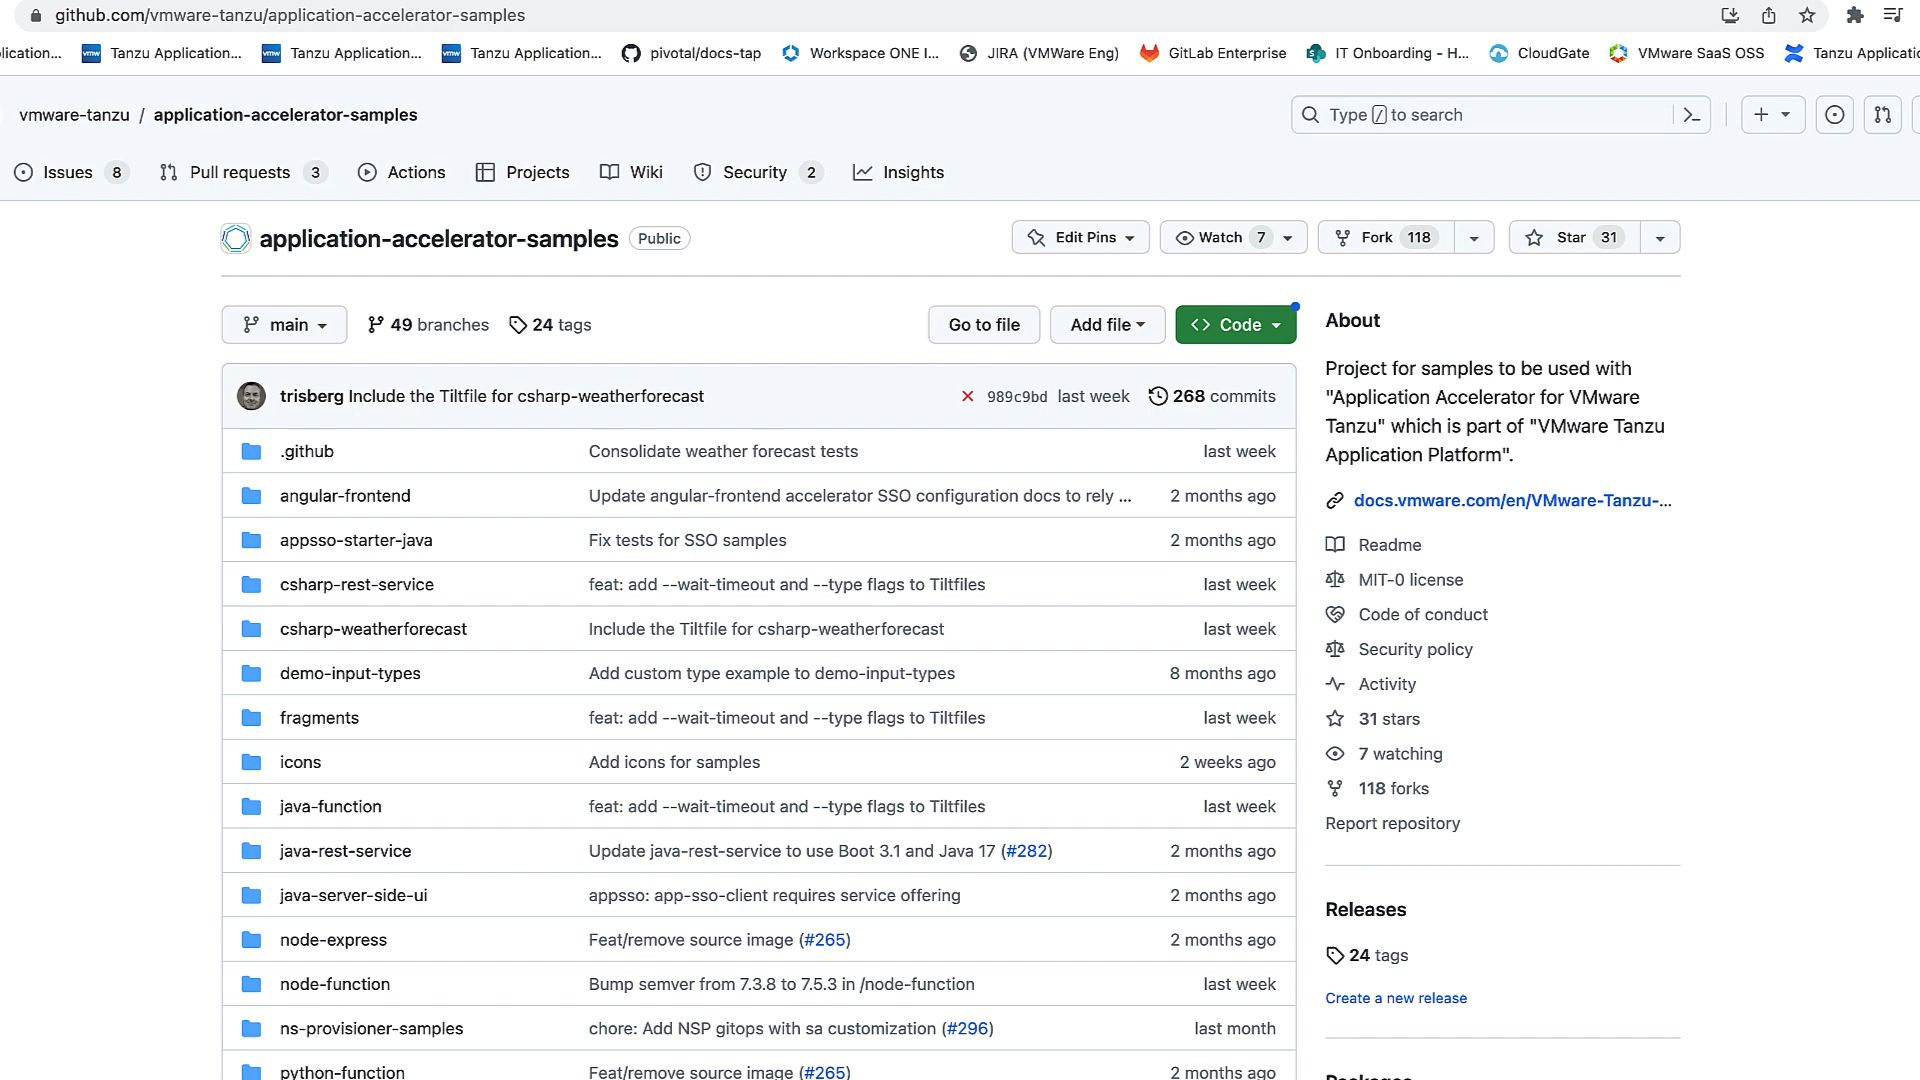 github.com/vmware-tanzu/application-accelerator-samples
lication... vmw Tanzu Application... vmw Tanzu Application... vmw Tanzu Application... pivotal/docs-tap Workspace ONE I... JIRA (VMWare Eng) GitLab Enterprise IT Onboarding - H... CloudGate VMware SaaS OSS Tanzu Applicatic
vmware-tanzu / application-accelerator-samples
Type / to search
Issues 8 Pull requests 3 Actions Projects Wiki Security 2 Insights
application-accelerator-samples Public
Edit Pins Watch 7 Fork 118 Star 31
main 49 branches 24 tags Go to file Add file <> Code
trisberg Include the Tiltfile for csharp-weatherforecast 989c9bd last week 268 commits
.github Consolidate weather forecast tests last week
angular-frontend Update angular-frontend accelerator SSO configuration docs to rely ... 2 months ago
appsso-starter-java Fix tests for SSO samples 2 months ago
csharp-rest-service feat: add --wait-timeout and --type flags to Tiltfiles last week
csharp-weatherforecast Include the Tiltfile for csharp-weatherforecast last week
demo-input-types Add custom type example to demo-input-types 8 months ago
fragments feat: add --wait-timeout and --type flags to Tiltfiles last week
icons Add icons for samples 2 weeks ago
java-function feat: add --wait-timeout and --type flags to Tiltfiles last week
java-rest-service Update java-rest-service to use Boot 3.1 and Java 17 (#282) 2 months ago
java-server-side-ui appsso: app-sso-client requires service offering 2 months ago
node-express Feat/remove source image (#265) 2 months ago
node-function Bump semver from 7.3.8 to 7.5.3 in /node-function last week
ns-provisioner-samples chore: Add NSP gitops with sa customization (#296) last month
python-function Feat/remove source image (#265) 2 months ago
About
Project for samples to be used with
"Application Accelerator for VMware
Tanzu" which is part of "VMware Tanzu
Application Platform".
docs.vmware.com/en/VMware-Tanzu-...
Readme
MIT-0 license
Code of conduct
Security policy
Activity
31 stars
7 watching
118 forks
Report repository
Releases
24 tags
Create a new release
Packages